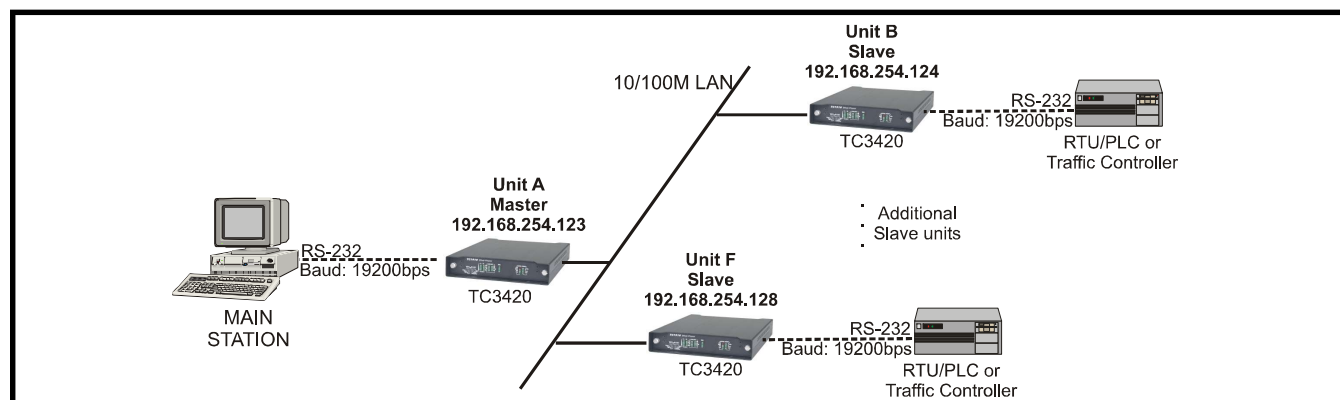 Unit B
Slave
192.168.254.124
10/100M LAN
RS-232
Baud: 19200bps
TC3420
RTU/PLC or
Traffic Controller
Unit A
Master
192.168.254.123
Additional
Slave units
RS-232
Baud: 19200bps
TC3420
MAIN
STATION
Unit F
Slave
192.168.254.128
RS-232
Baud: 19200bps
TC3420
RTU/PLC or
Traffic Controller